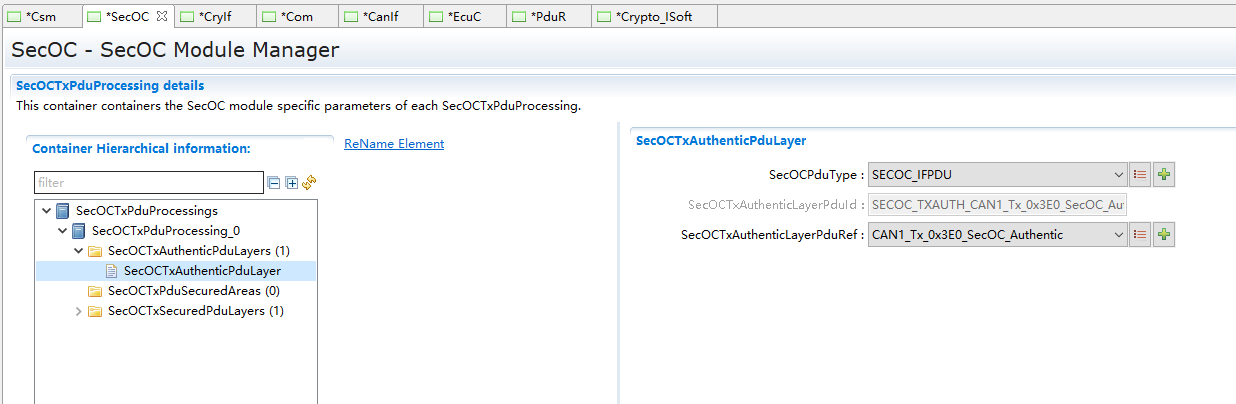 *Csm *SecOC *CryIf *Com *CanIf *EcuC *PduR *Crypto_ISoft
SecOC - SecOC Module Manager
SecOCTxPduProcessing details
This container containers the SecOC module specific parameters of each SecOCTxPduProcessing.
Container Hierarchical information:
ReName Element
filter
SecOCTxPduProcessings
SecOCTxPduProcessing_0
SecOCTxAuthenticPduLayers (1)
SecOCTxAuthenticPduLayer
SecOCTxPduSecuredAreas (0)
SecOCTxSecuredPduLayers (1)
SecOCTxAuthenticPduLayer
SecOCPduType : SECOC_IFPDU
SecOCTxAuthenticLayerPduId : SECOC_TXAUTH_CAN1_Tx_0x3E0_SecOC_Aut
SecOCTxAuthenticLayerPduRef : CAN1_Tx_0x3E0_SecOC_Authentic